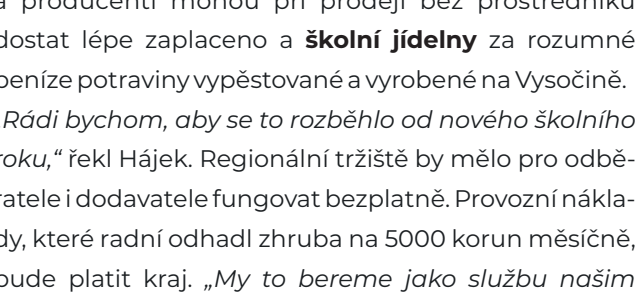 a producenti mohou při prodeji bez prostředníků
dostat lépe zaplaceno a školní jídelny za rozumné
peníze potraviny vypěstované a vyrobené na Vysočině.
„Rádi bychom, aby se to rozběhlo od nového školního
roku,“ řekl Hájek. Regionální tržiště by mělo pro odbě-
ratele i dodavatele fungovat bezplatně. Provozní nákla-
dy, které radní odhadl zhruba na 5000 korun měsíčně,
bude platit kraj. „My to bereme jako službu našim